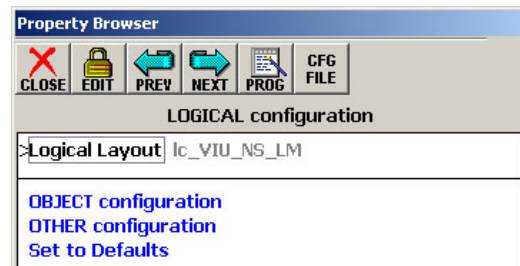 Property Browser
CLOSE EDIT PREV NEXT PROG CFG FILE
LOGICAL configuration
>Logical Layout lc_VIU_NS_LM
OBJECT configuration
OTHER configuration
Set to Defaults